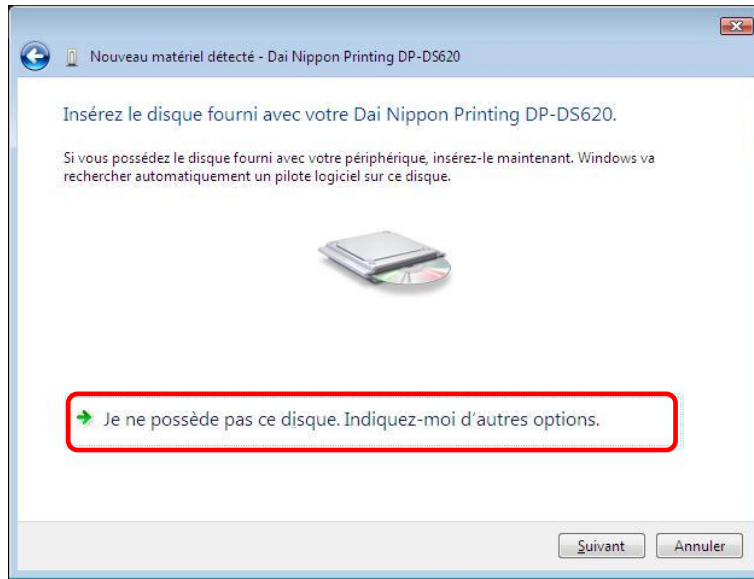 Nouveau matériel détecté - Dai Nippon Printing DP-DS620
Insérez le disque fourni avec votre Dai Nippon Printing DP-DS620.
Si vous possédez le disque fourni avec votre périphérique, insérez-le maintenant. Windows va
rechercher automatiquement un pilote logiciel sur ce disque.
Je ne possède pas ce disque. Indiquez-moi d'autres options.
Suivant
Annuler